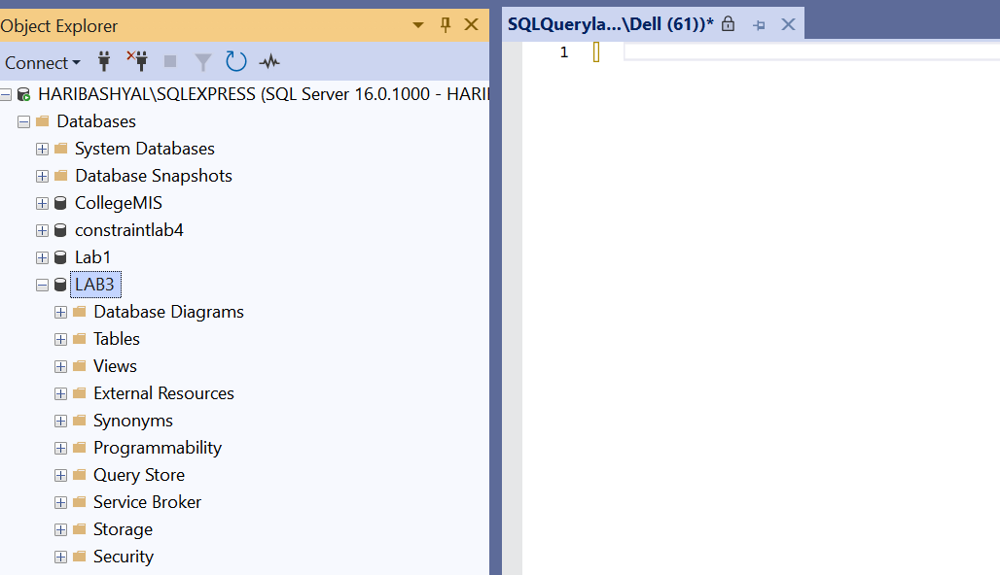 Object Explorer
SQLQueryla...\Dell (61))*
Connect
1
HARIBASHYAL\SQLEXPRESS (SQL Server 16.0.1000 - HARI
Databases
System Databases
Database Snapshots
CollegeMIS
constraintlab4
Lab1
LAB3
Database Diagrams
Tables
Views
External Resources
Synonyms
Programmability
Query Store
Service Broker
Storage
Security